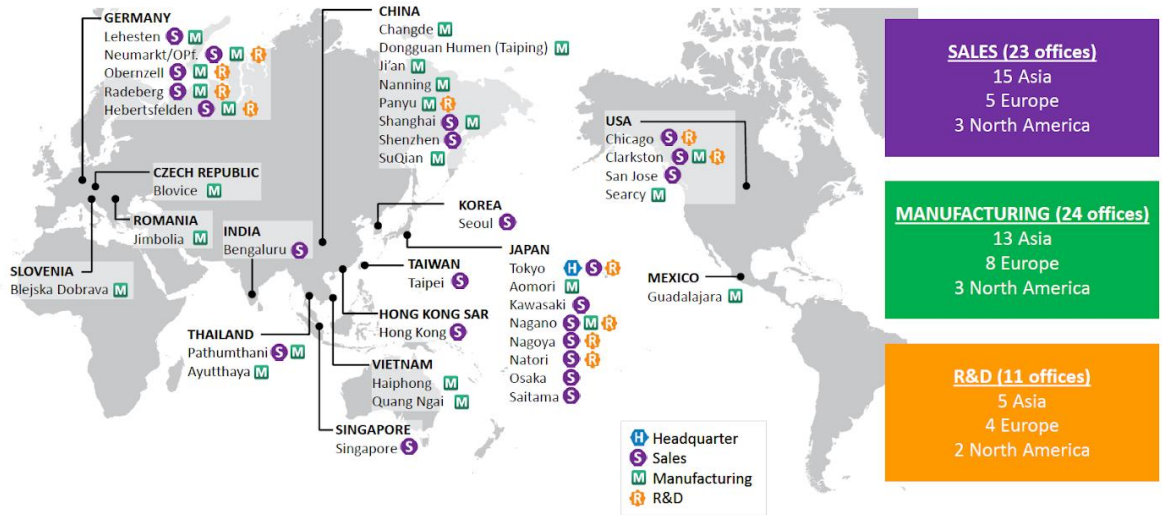 GERMANY
Lehesten S M
Neumarkt/OPf. S M R
Obernzell S M R
Radeberg S M R
Hebertsfelden S M R
CZECH REPUBLIC
Blovice M
ROMANIA
Jimbolia M
SLOVENIA
Blejska Dobrava M
INDIA
Bengaluru S
THAILAND
Pathumthani S M
Ayutthaya M
CHINA
Changde M
Dongguan Humen (Taiping) M
Ji'an M
Nanning M
Panyu M R
Shanghai S M
Shenzhen S
SuQian M
KOREA
Seoul S
TAIWAN
Taipei S
HONG KONG SAR
Hong Kong S
VIETNAM
Haiphong M
Quang Ngai M
SINGAPORE
Singapore S
JAPAN
Tokyo H S R
Aomori M
Kawasaki S
Nagano S M R
Nagoya S R
Natori S R
Osaka S
Saitama S
USA
Chicago S R
Clarkston S M R
San Jose S
Searcy M
MEXICO
Guadalajara M
H Headquarter
S Sales
M Manufacturing
R R&D
SALES (23 offices)
15 Asia
5 Europe
3 North America
MANUFACTURING (24 offices)
13 Asia
8 Europe
3 North America
R&D (11 offices)
5 Asia
4 Europe
2 North America